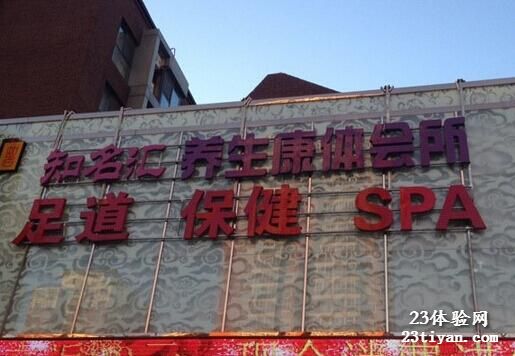 知名汇 养生康体会所
足道 保健 SPA
23体验网
23tiyan.com